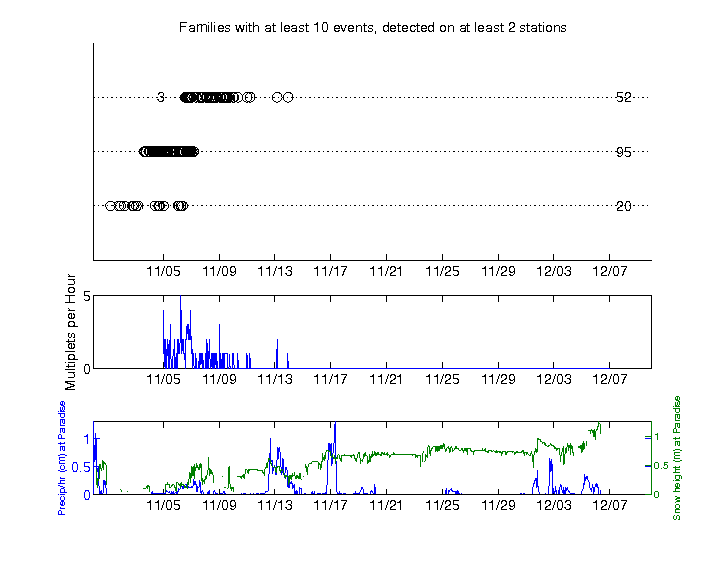 Families with at least 10 events, detected on at least 2 stations
3 52
95
20
11/05 11/09 11/13 11/17 11/21 11/25 11/29 12/03 12/07
Multiplets per Hour
5
0
11/05 11/09 11/13 11/17 11/21 11/25 11/29 12/03 12/07
Precip/hr (cm) at Paradise
1
0.5
0
1
0.5
0
Snow height (m) at Paradise
11/05 11/09 11/13 11/17 11/21 11/25 11/29 12/03 12/07